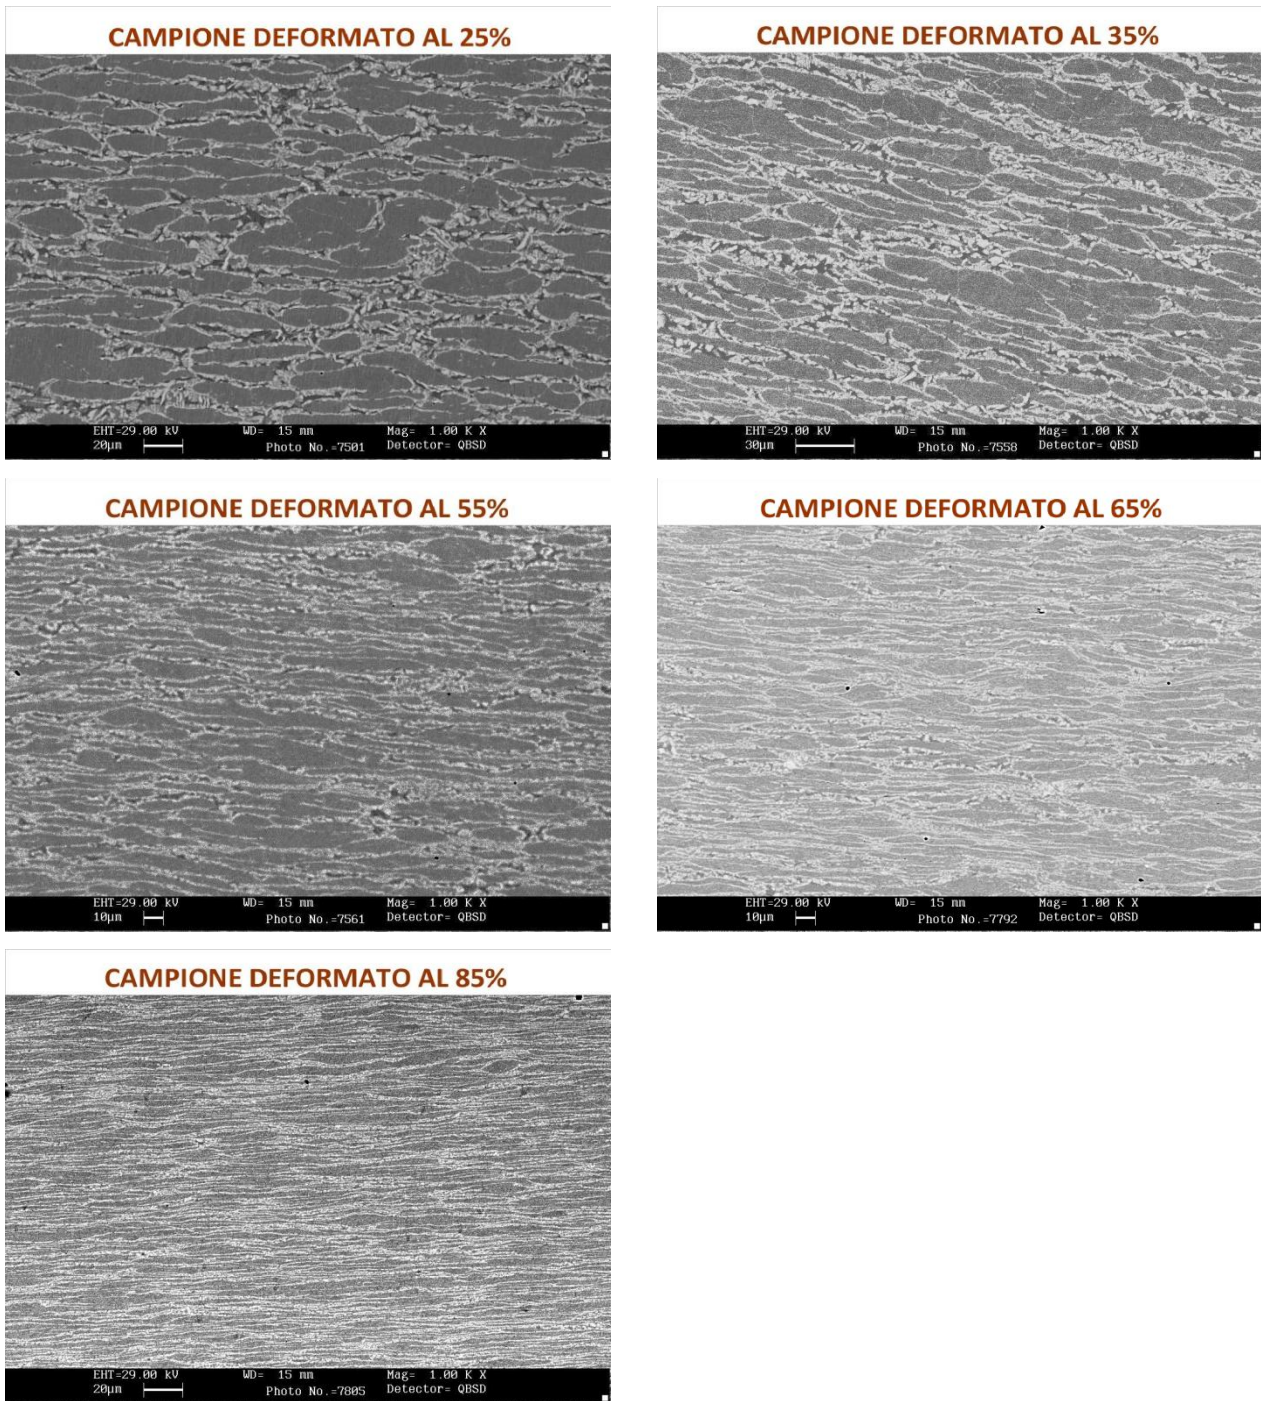 CAMPIONE DEFORMATO AL 25%
EHT=29.00 kV WD= 15 mm Mag= 1.00 K X
20µm Photo No.=7501 Detector= QBSD
CAMPIONE DEFORMATO AL 35%
EHT=29.00 kV WD= 15 mm Mag= 1.00 K X
30µm Photo No.=7558 Detector= QBSD
CAMPIONE DEFORMATO AL 55%
EHT=29.00 kV WD= 15 mm Mag= 1.00 K X
10µm Photo No.=7561 Detector= QBSD
CAMPIONE DEFORMATO AL 65%
EHT=29.00 kV WD= 15 mm Mag= 1.00 K X
10µm Photo No.=7792 Detector= QBSD
CAMPIONE DEFORMATO AL 85%
EHT=29.00 kV WD= 15 mm Mag= 1.00 K X
20µm Photo No.=7805 Detector= QBSD